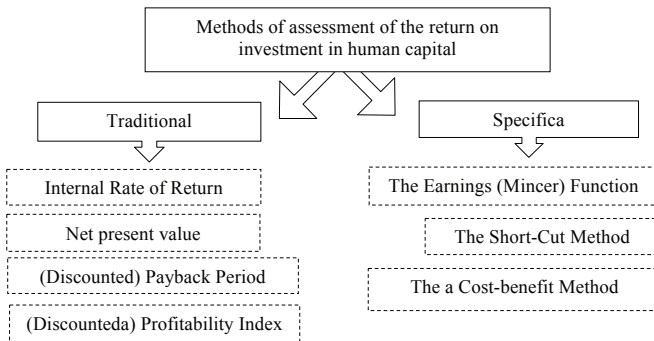 Methods of assessment of the return on
investment in human capital
Traditional
Specifica
Internal Rate of Return
Net present value
(Discounted) Payback Period
(Discounteda) Profitability Index
The Earnings (Mincer) Function
The Short-Cut Method
The a Cost-benefit Method